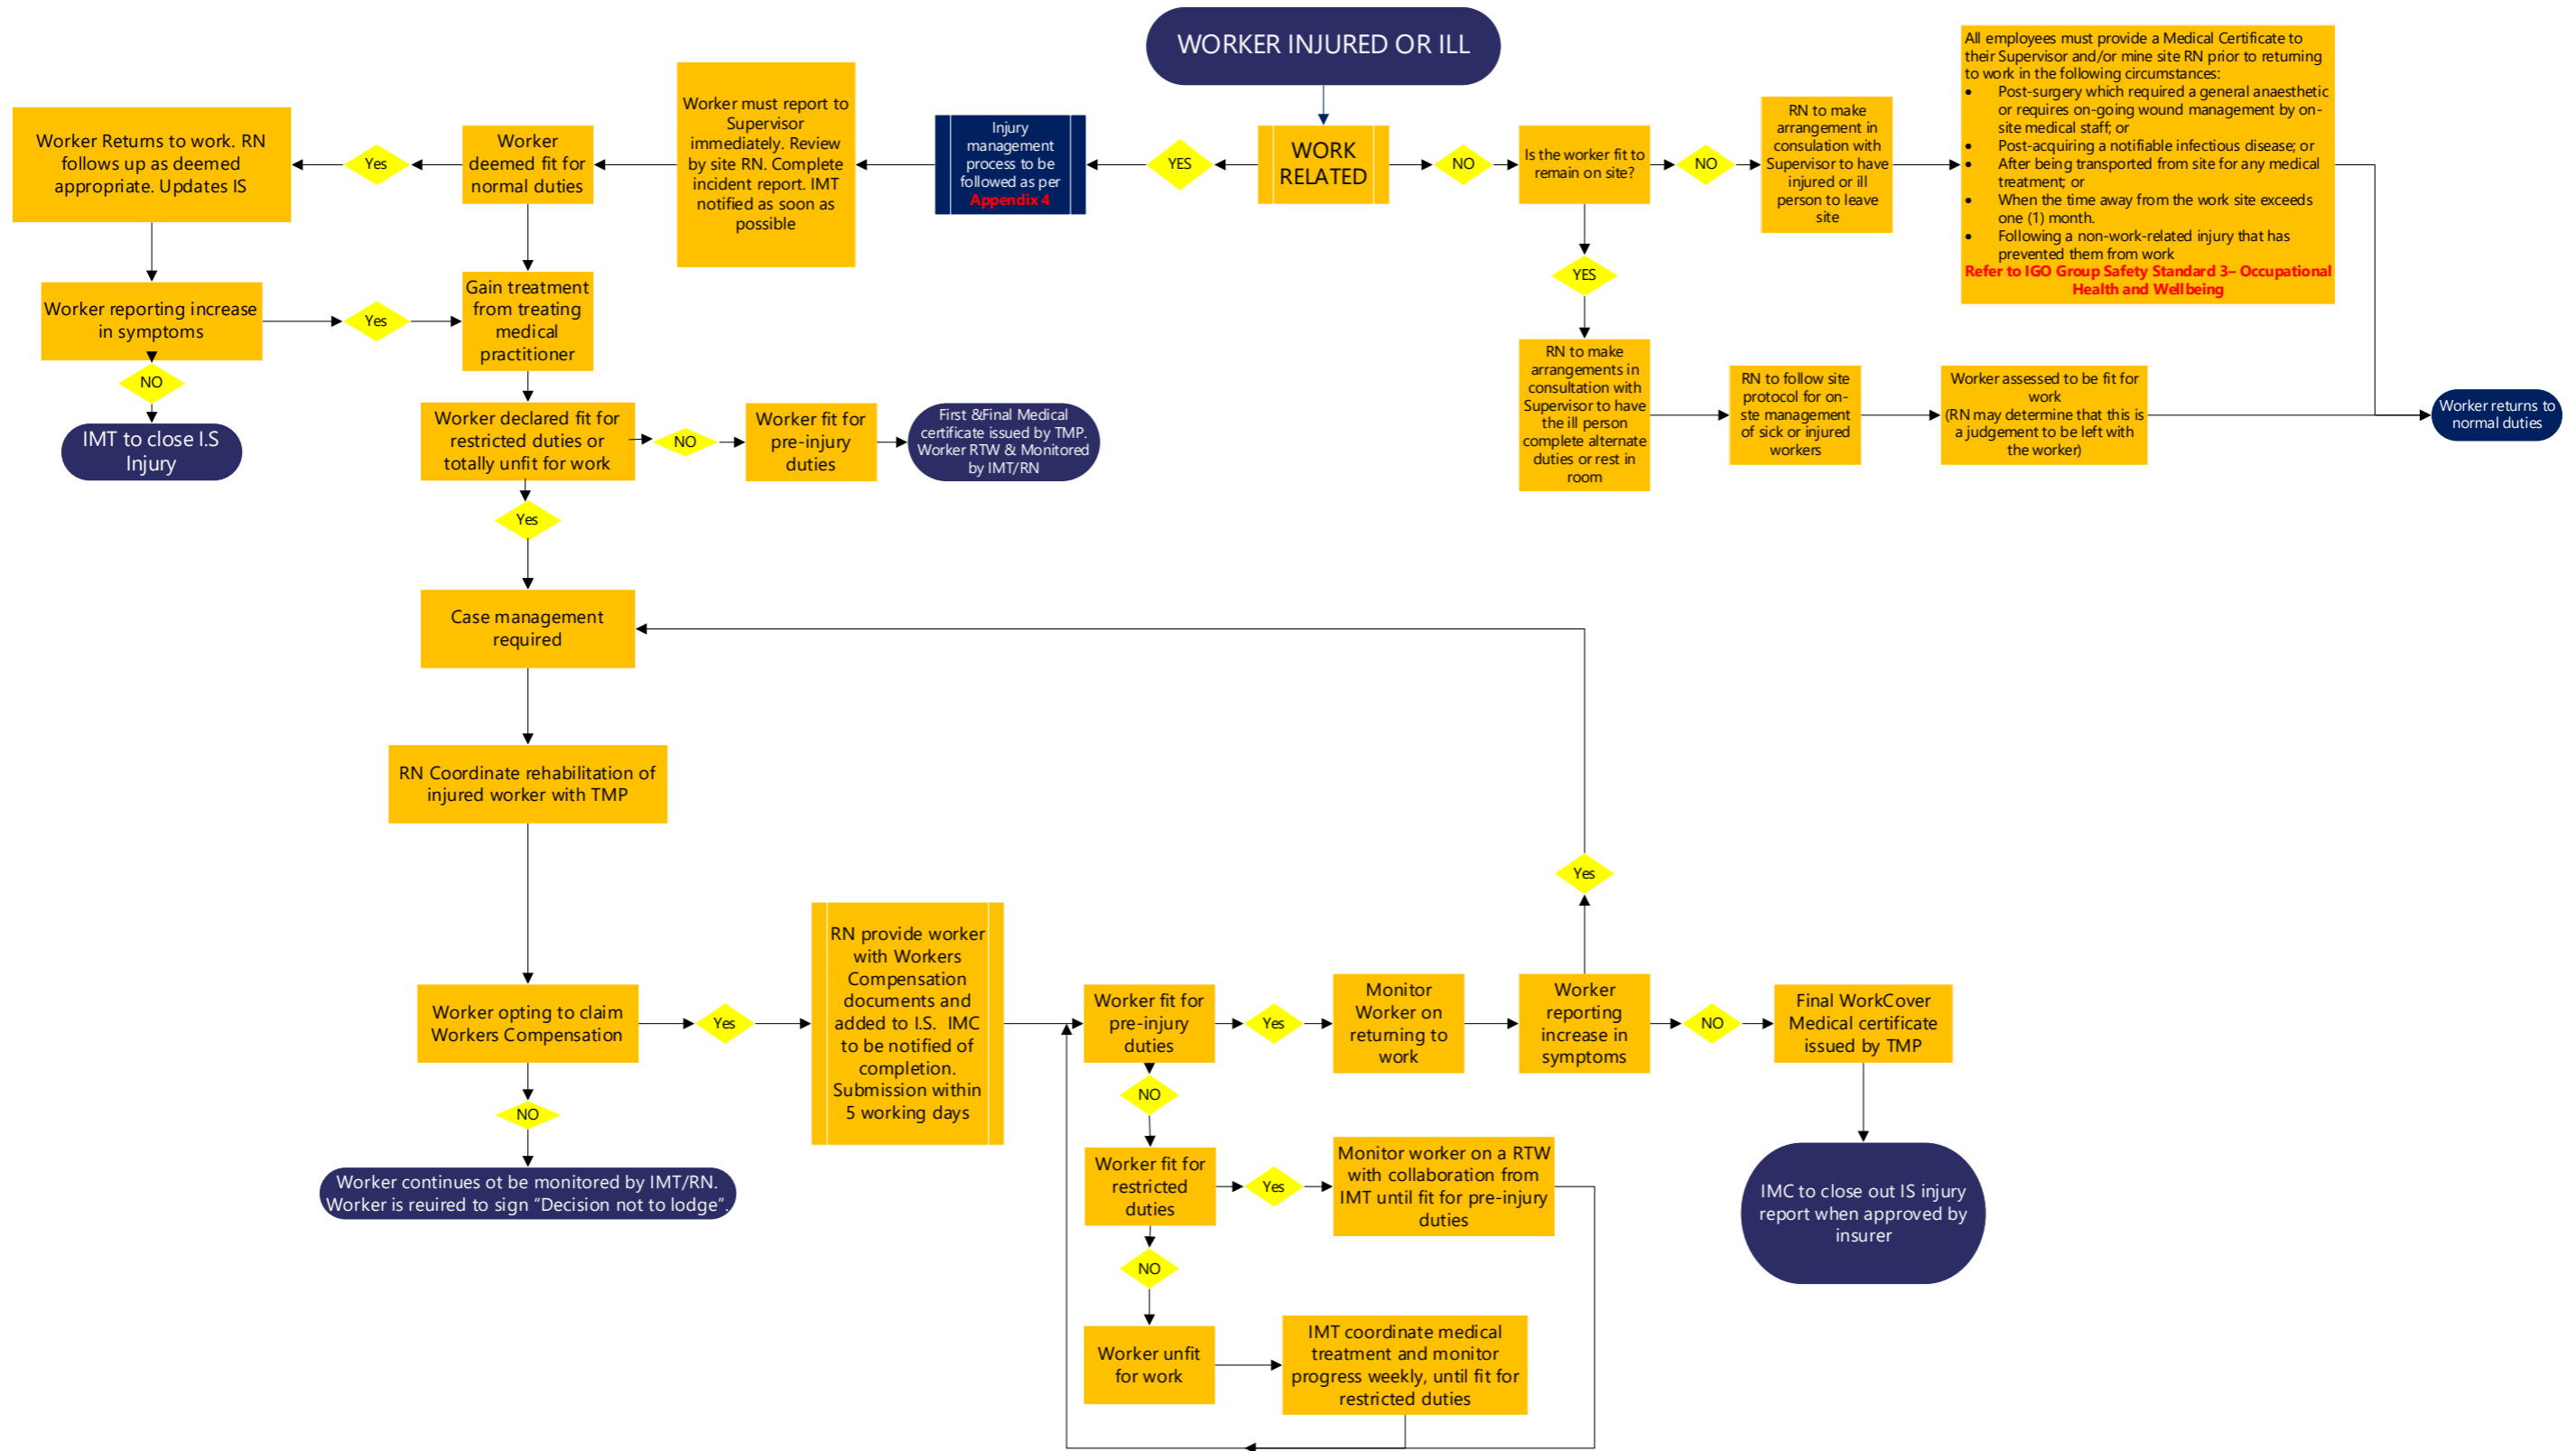 WORKER INJURED OR ILL
WORK
RELATED
YES
Injury
management
process to be
followed as per
Appendix 4
Worker must report to
Supervisor
immediately. Review
by site RN. Complete
incident report. IMT
notified as soon as
possible
Worker
deemed fit for
normal duties
Yes
Worker Returns to work. RN
follows up as deemed
appropriate. Updates IS
Worker reporting increase
in symptoms
Yes
NO
IMT to close I.S
Injury
Gain treatment
from treating
medical
practitioner
Worker declared fit for
restricted duties or
totally unfit for work
NO
Worker fit for
pre-injury
duties
First &Final Medical
certificate issued by TMP.
Worker RTW & Monitored
by IMT/RN
Yes
Case management
required
RN Coordinate rehabilitation of
injured worker with TMP
Worker opting to claim
Workers Compensation
NO
Worker continues ot be monitored by IMT/RN.
Worker is reuired to sign “Decision not to lodge”.
Yes
RN provide worker
with Workers
Compensation
documents and
added to I.S.  IMC
to be notified of
completion.
Submission within
5 working days
Worker fit for
pre-injury
duties
Yes
Monitor
Worker on
returning to
work
Worker
reporting
increase in
symptoms
Yes
NO
Final WorkCover
Medical certificate
issued by TMP
IMC to close out IS injury
report when approved by
insurer
NO
Worker fit for
restricted
duties
Yes
Monitor worker on a RTW
with collaboration from
IMT until fit for pre-injury
duties
NO
Worker unfit
for work
IMT coordinate medical
treatment and monitor
progress weekly, until fit for
restricted duties
NO
Is the worker fit to
remain on site?
NO
RN to make
arrangement in
consulation with
Supervisor to have
injured or ill
person to leave
site
All employees must provide a Medical Certificate to
their Supervisor and/or mine site RN prior to returning
to work in the following circumstances:
• Post-surgery which required a general anaesthetic
or requires on-going wound management by on-
site medical staff; or
• Post-acquiring a notifiable infectious disease; or
• After being transported from site for any medical
treatment; or
• When the time away from the work site exceeds
one (1) month.
• Following a non-work-related injury that has
prevented them from work
Refer to IGO Group Safety Standard 3– Occupational
Health and Wellbeing
YES
RN to make
arrangements in
consultation with
Supervisor to have
the ill person
complete alternate
duties or rest in
room
RN to follow site
protocol for on-
ste management
of sick or injured
workers
Worker assessed to be fit for
work
(RN may determine that this is
a judgement to be left with
the worker)
Worker returns to
normal duties